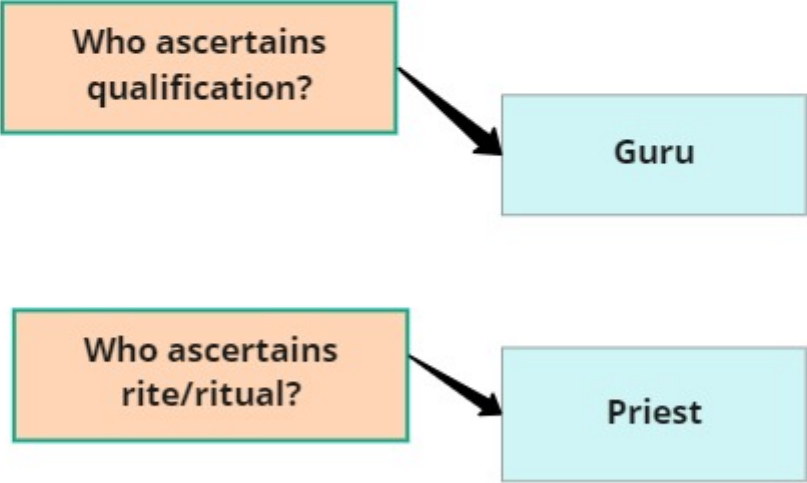 Who ascertains
qualification?
Guru
Who ascertains
rite/ritual?
Priest